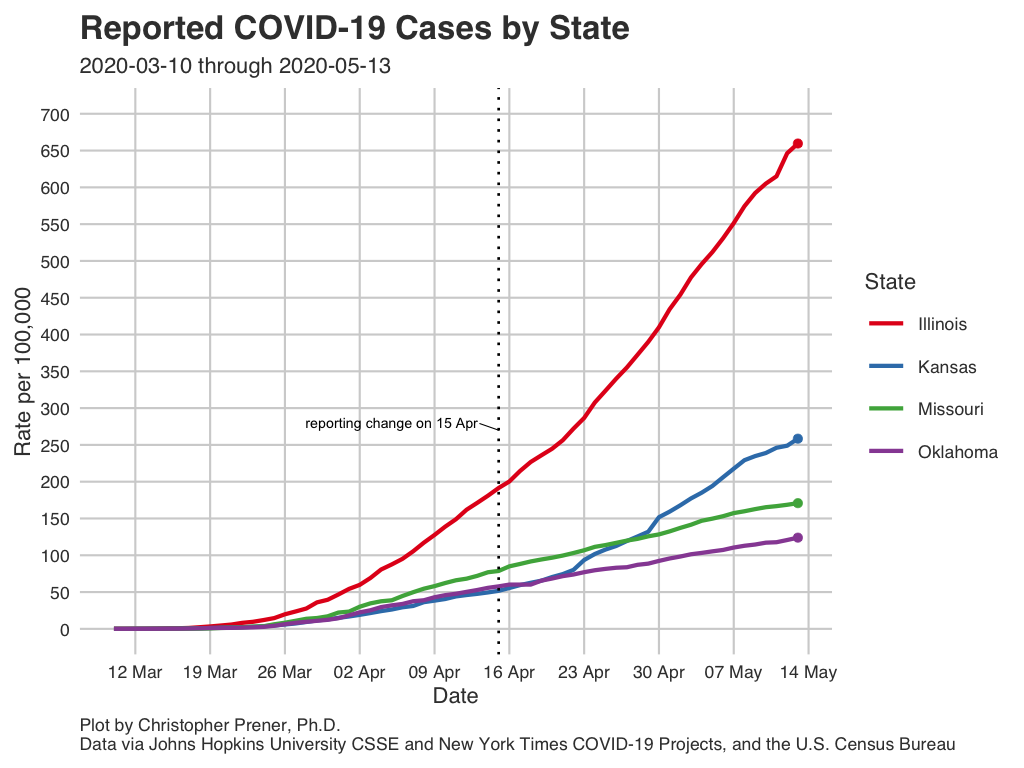 Reported COVID-19 Cases by State
2020-03-10 through 2020-05-13
700
650
600
550
500
450
400
350
300
250
200
150
100
50
0
Rate per 100,000
reporting change on 15 Apr
12 Mar 19 Mar 26 Mar 02 Apr 09 Apr 16 Apr 23 Apr 30 Apr 07 May 14 May
Date
State
Illinois
Kansas
Missouri
Oklahoma
Plot by Christopher Prener, Ph.D.
Data via Johns Hopkins University CSSE and New York Times COVID-19 Projects, and the U.S. Census Bureau